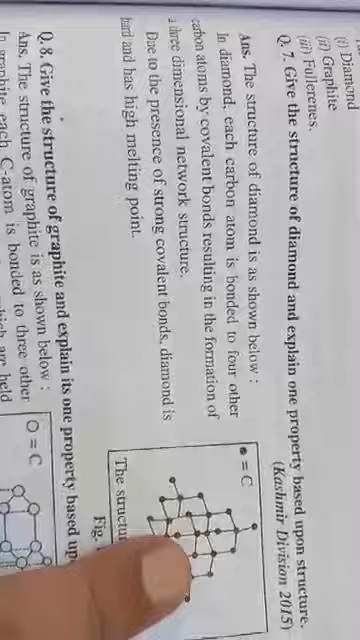 (i) Diamond
(ii) Graphite
(iii) Fullerenes.
Q. 7. Give the structure of diamond and explain one property based upon structure.
(Kashmir Division 2015)
Ans. The structure of diamond is as shown below :
In diamond, each carbon atom is bonded to four other
carbon atoms by covalent bonds resulting in the formation of
a three dimensional network structure.
Due to the presence of strong covalent bonds, diamond is
hard and has high melting point.
= C
The structu
Fig.
Q. 8. Give the structure of graphite and explain its one property based up
Ans. The structure of graphite is as shown below :
In graphite each C-atom is bonded to three other
which are held
O = C